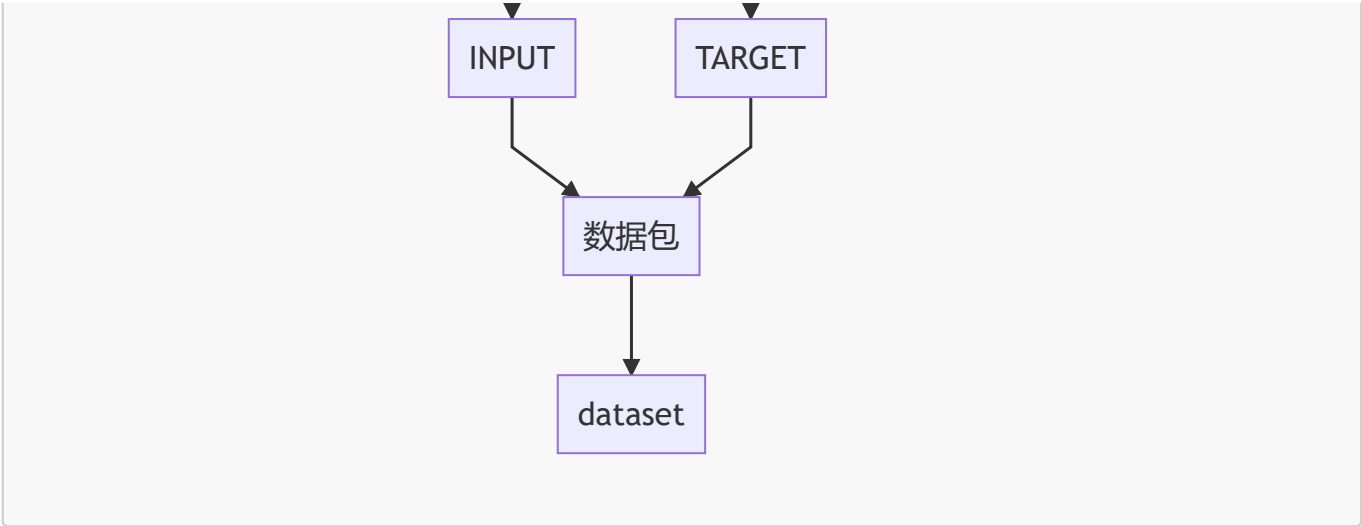 INPUT
TARGET
数据包
dataset